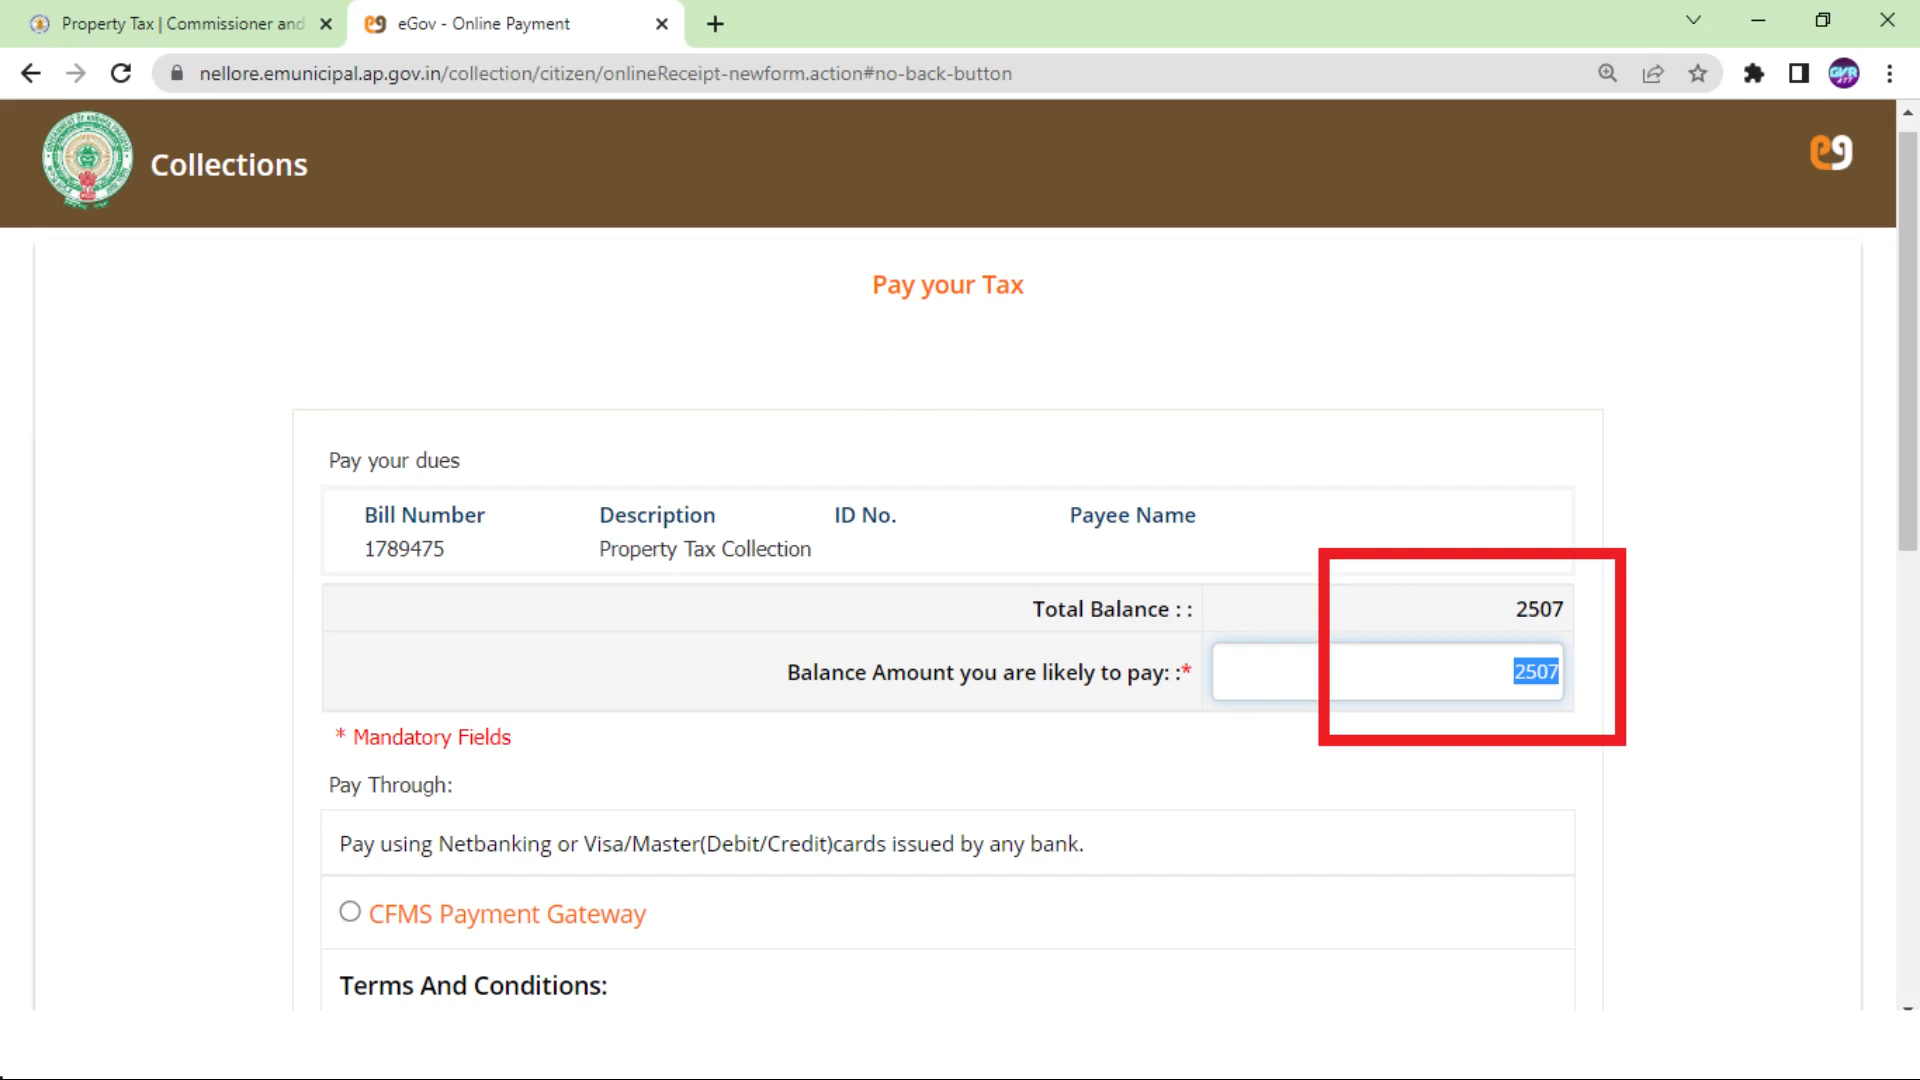 Property Tax | Commissioner and
eGov - Online Payment
nellore.emunicipal.ap.gov.in/collection/citizen/onlineReceipt-newform.action#no-back-button
GVR
Collections
Pay your Tax
Pay your dues
Bill Number Description ID No. Payee Name
1789475 Property Tax Collection
Total Balance : : 2507
Balance Amount you are likely to pay: :* 2507
* Mandatory Fields
Pay Through:
Pay using Netbanking or Visa/Master(Debit/Credit)cards issued by any bank.
CFMS Payment Gateway
Terms And Conditions: